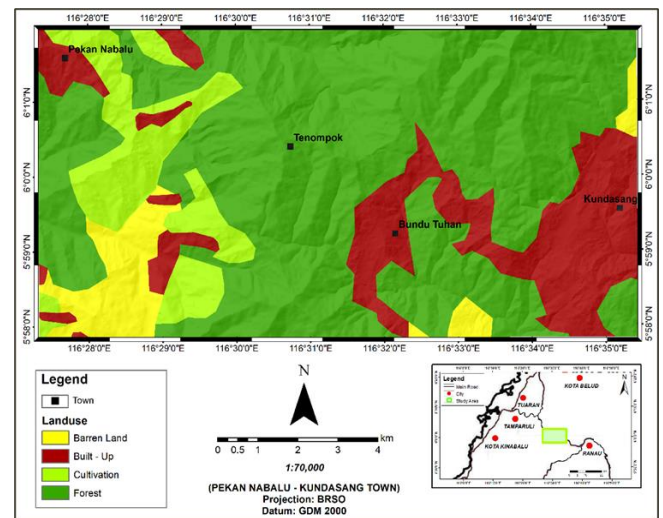 116°28'0"E 116°29'0"E 116°30'0"E 116°31'0"E 116°32'0"E 116°33'0"E 116°34'0"E 116°35'0"E
Pekan Nabalu
6°1'0"N 6°1'0"N
Tenompok
6°0'0"N 6°0'0"N
Kundasang
Bundu Tuhan
5°59'0"N 5°59'0"N
5°58'0"N 5°58'0"N
116°28'0"E 116°29'0"E 116°30'0"E 116°31'0"E 116°32'0"E 116°33'0"E 116°34'0"E 116°35'0"E
Legend
Town
Landuse
Barren Land
Built - Up
Cultivation
Forest
N
0 0.5 1 2 3 4
km
1:70,000
(PEKAN NABALU - KUNDASANG TOWN)
Projection: BRSO
Datum: GDM 2000
Legend
Main Road
City
Study Area
N
KOTA BELUD
TUARAN
TAMPARULI
KOTA KINABALU
RANAU